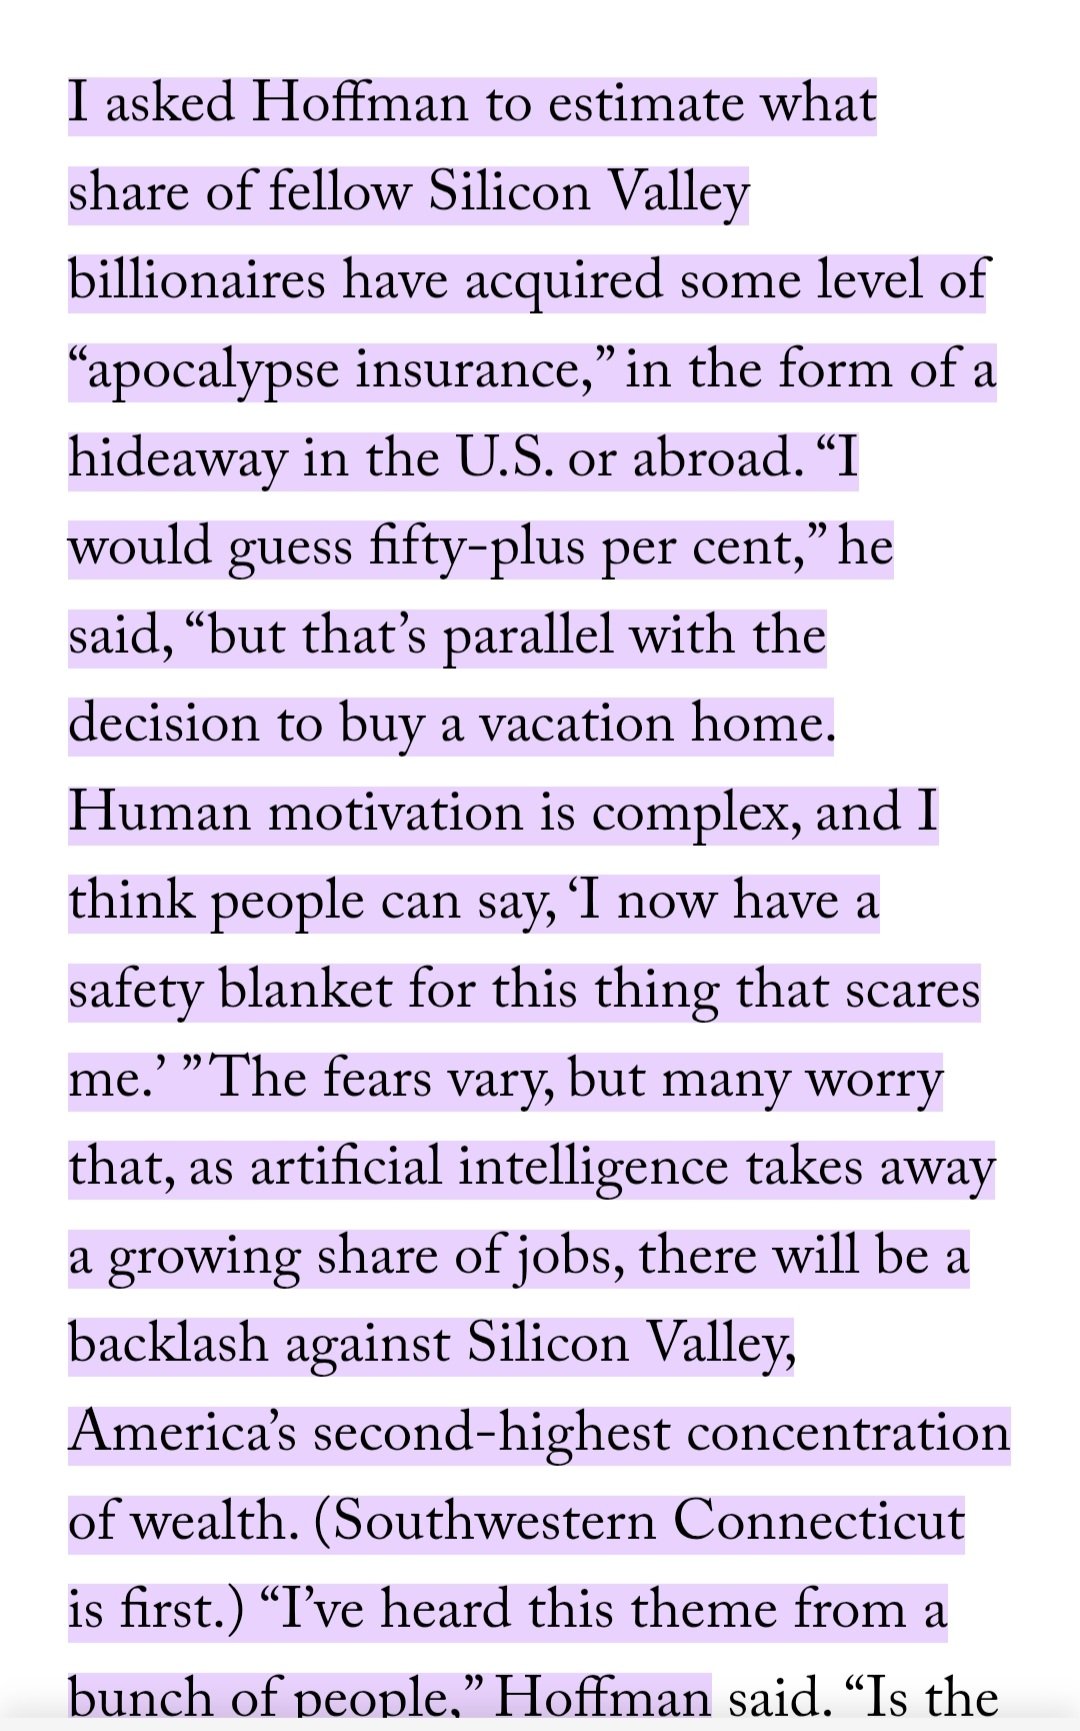 I asked Hoffman to estimate what
share of fellow Silicon Valley
billionaires have acquired some level of
“apocalypse insurance,” in the form of a
hideaway in the U.S. or abroad. “I
would guess fifty-plus per cent,” he
said, “but that’s parallel with the
decision to buy a vacation home.
Human motivation is complex, and I
think people can say, ‘I now have a
safety blanket for this thing that scares
me.’ ” The fears vary, but many worry
that, as artificial intelligence takes away
a growing share of jobs, there will be a
backlash against Silicon Valley,
America’s second-highest concentration
of wealth. (Southwestern Connecticut
is first.) “I’ve heard this theme from a
bunch of people,” Hoffman said. “Is the